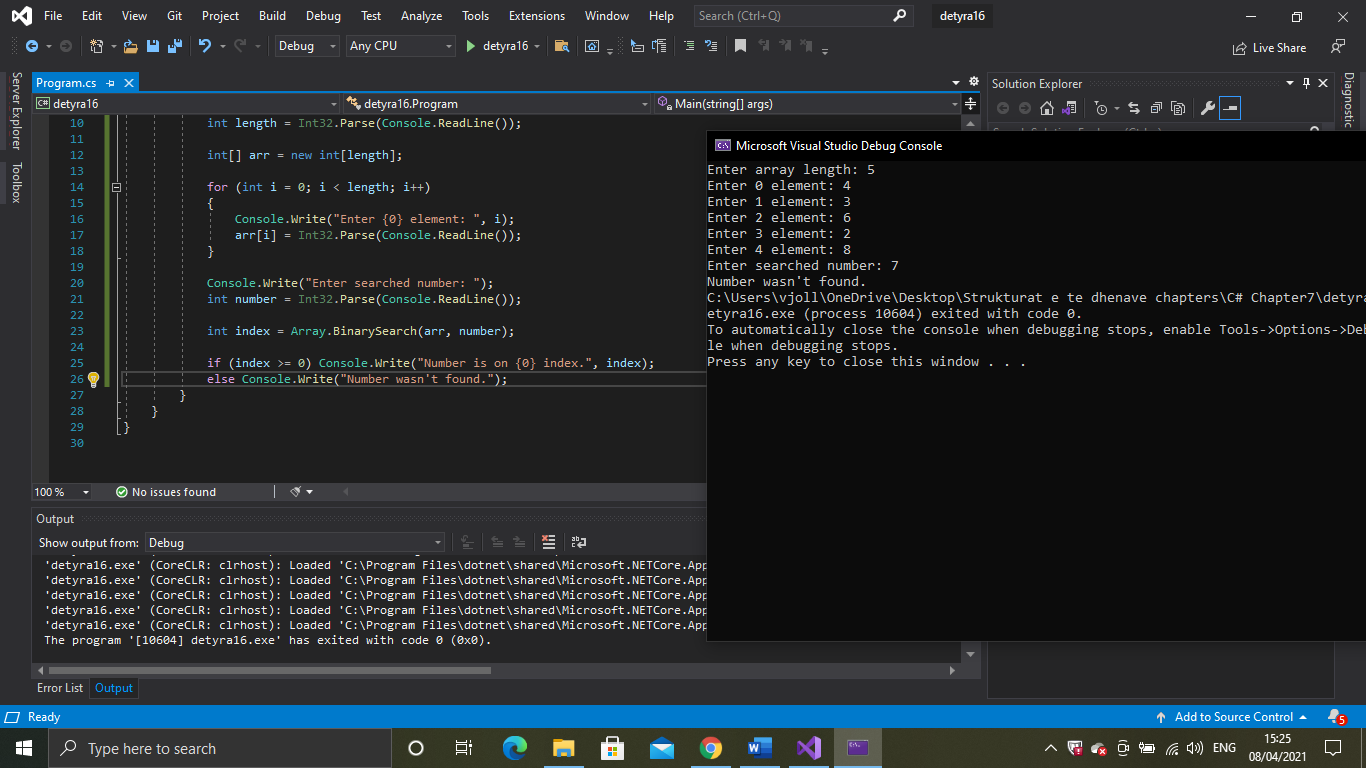 File Edit View Git Project Build Debug Test Analyze Tools Extensions Window Help Search (Ctrl+Q) detyra16
Debug Any CPU detyra16 Live Share
Server Explorer
Toolbox
Program.cs
C# detyra16 detyra16.Program Main(string[] args)
10 int length = Int32.Parse(Console.ReadLine());
11
12 int[] arr = new int[length];
13
14 for (int i = 0; i < length; i++)
15 {
16 Console.Write("Enter {0} element: ", i);
17 arr[i] = Int32.Parse(Console.ReadLine());
18 }
19
20 Console.Write("Enter searched number: ");
21 int number = Int32.Parse(Console.ReadLine());
22
23 int index = Array.BinarySearch(arr, number);
24
25 if (index >= 0) Console.Write("Number is on {0} index.", index);
26 else Console.Write("Number wasn't found.");
27 }
28 }
29 }
30
100 % No issues found
Solution Explorer
Diagnostic
Microsoft Visual Studio Debug Console
Enter array length: 5
Enter 0 element: 4
Enter 1 element: 3
Enter 2 element: 6
Enter 3 element: 2
Enter 4 element: 8
Enter searched number: 7
Number wasn't found.
C:\Users\vjoll\OneDrive\Desktop\Strukturat e te dhenave chapters\C# Chapter7\detyra
etyra16.exe (process 10604) exited with code 0.
To automatically close the console when debugging stops, enable Tools->Options->Deb
le when debugging stops.
Press any key to close this window . . .
Output
Show output from: Debug
'detyra16.exe' (CoreCLR: clrhost): Loaded 'C:\Program Files\dotnet\shared\Microsoft.NETCore.App
'detyra16.exe' (CoreCLR: clrhost): Loaded 'C:\Program Files\dotnet\shared\Microsoft.NETCore.App
'detyra16.exe' (CoreCLR: clrhost): Loaded 'C:\Program Files\dotnet\shared\Microsoft.NETCore.App
'detyra16.exe' (CoreCLR: clrhost): Loaded 'C:\Program Files\dotnet\shared\Microsoft.NETCore.App
'detyra16.exe' (CoreCLR: clrhost): Loaded 'C:\Program Files\dotnet\shared\Microsoft.NETCore.App
The program '[10604] detyra16.exe' has exited with code 0 (0x0).
Error List Output
Ready Add to Source Control 5
Type here to search ENG 15:25
08/04/2021